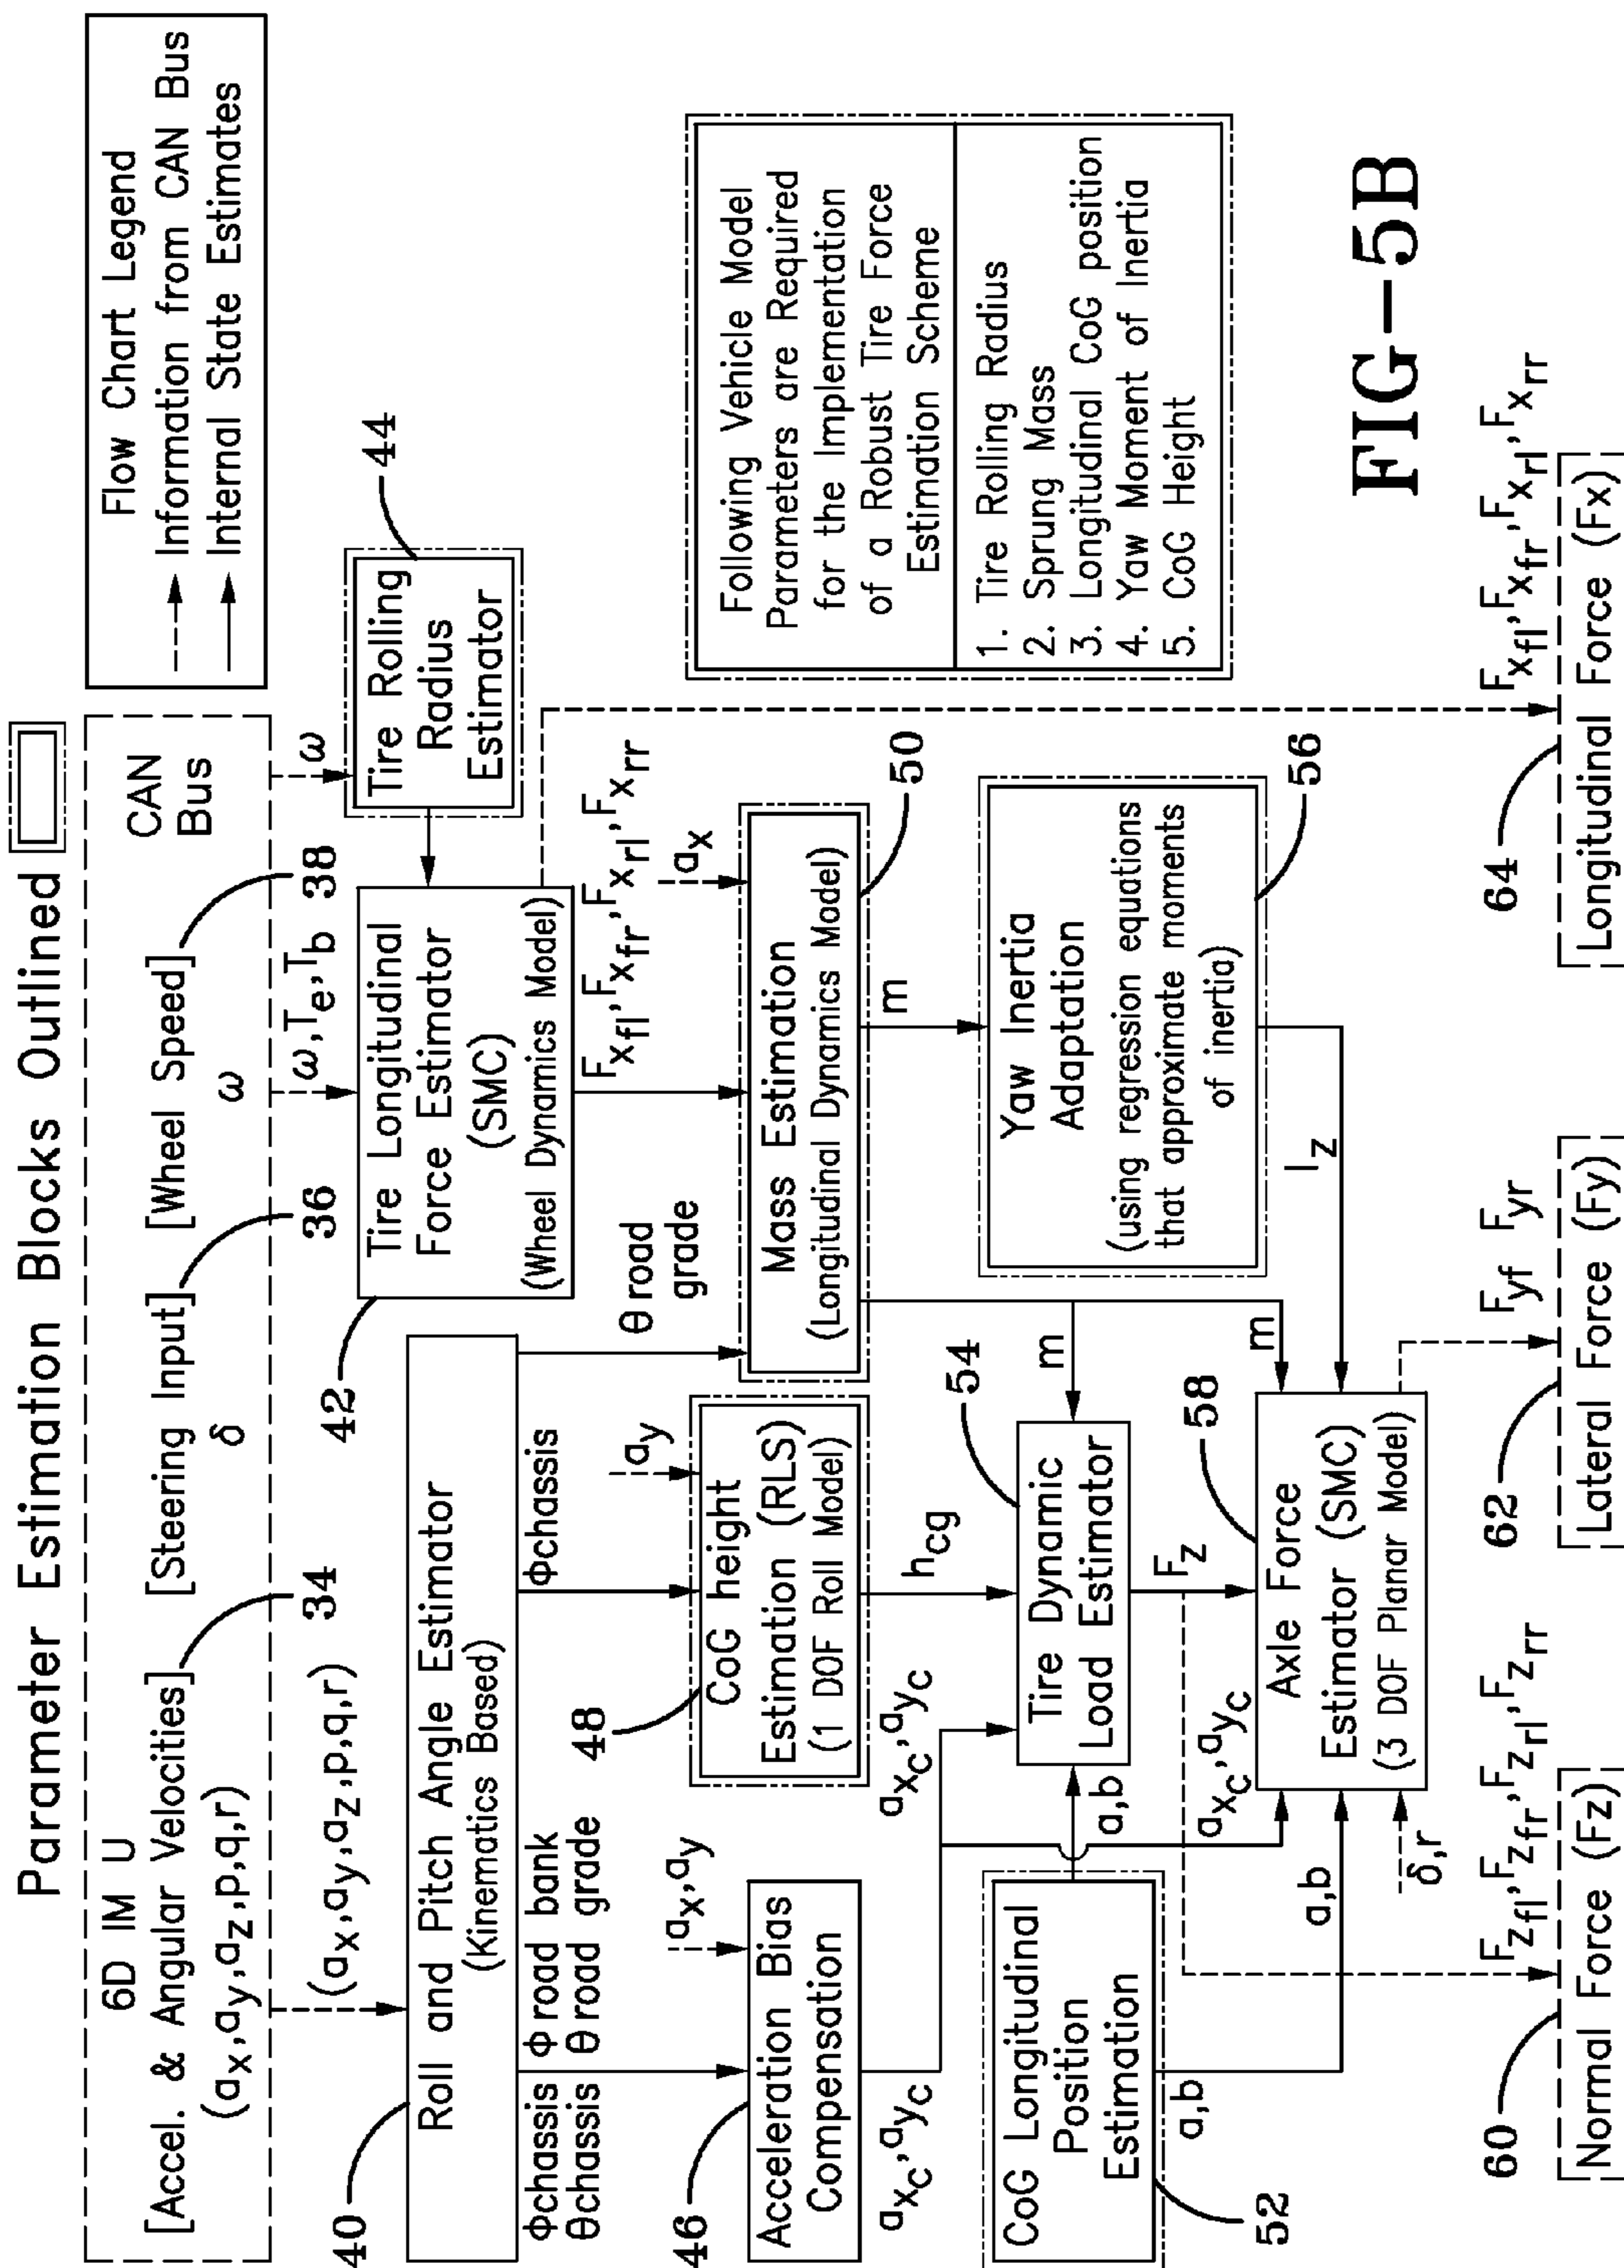 Parameter Estimation Blocks Outlined
6D IM U
[Accel. & Angular Velocities]
(ax,ay,az,p,q,r)
34
[Steering Input]
δ
36
[Wheel Speed]
ω
38
CAN
Bus
Flow Chart Legend
Information from CAN Bus
Internal State Estimates
(ax,ay,az,p,q,r)
ω,Te,Tb
ω
40
Roll and Pitch Angle Estimator
(Kinematics Based)
42
Tire Longitudinal
Force Estimator
(SMC)
(Wheel Dynamics Model)
44
Tire Rolling
Radius
Estimator
Φchassis Φ road bank
θchassis θ road grade
Φchassis
θ road
grade
Fxfl,Fxfr,Fxrl,Fxrr
ax,ay
ay
ax
46
Acceleration Bias
Compensation
48
CoG height
Estimation (RLS)
(1 DOF Roll Model)
50
Mass Estimation
(Longitudinal Dynamics Model)
Following Vehicle Model
Parameters are Required
for the Implementation
of a Robust Tire Force
Estimation Scheme
1. Tire Rolling Radius
2. Sprung Mass
3. Longitudinal CoG position
4. Yaw Moment of Inertia
5. CoG Height
axc,ayc
axc,ayc
hcg
m
m
52
CoG Longitudinal
Position
Estimation
a,b
54
Tire Dynamic
Load Estimator
56
Yaw Inertia
Adaptation
(using regression equations
that approximate moments
of inertia)
a,b
axc,ayc
Fz
Iz
a,b
m
δ,r
58
Axle Force
Estimator (SMC)
(3 DOF Planar Model)
Fzfl,Fzfr,Fzrl,Fzrr
Fyf Fyr
Fxfl,Fxfr,Fxrl,Fxrr
60
Normal Force (Fz)
62
Lateral Force (Fy)
64
Longitudinal Force (Fx)
FIG-5B